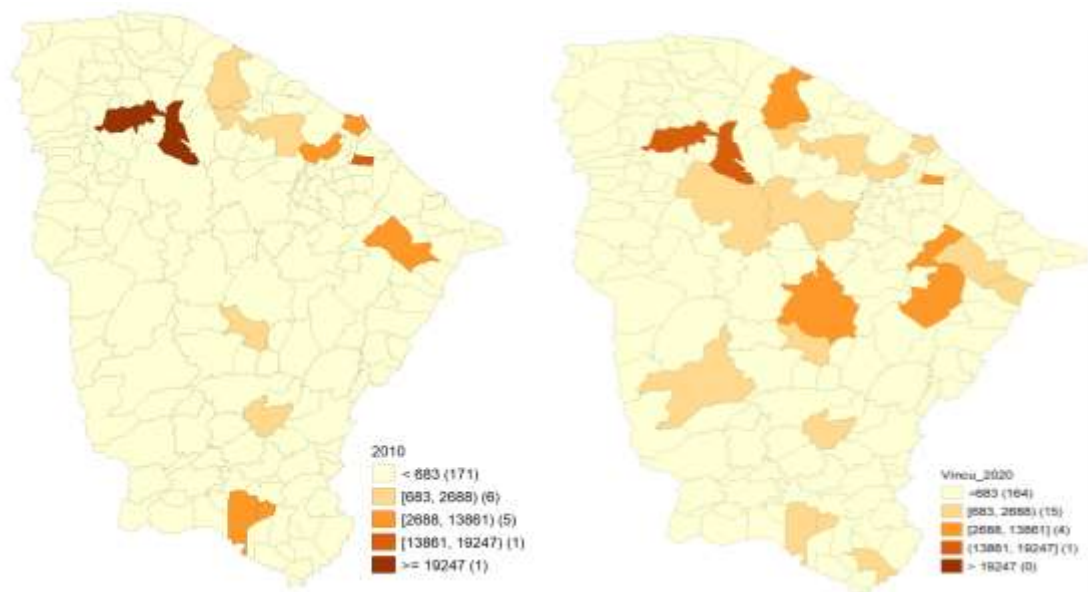 2010
< 683 (171)
[683, 2688) (6)
[2688, 13861) (5)
[13861, 19247) (1)
>= 19247 (1)
Vincu_2020
<683 (164)
[683, 2688) (15)
[2688, 13861] (4)
(13861, 19247] (1)
> 19247 (0)